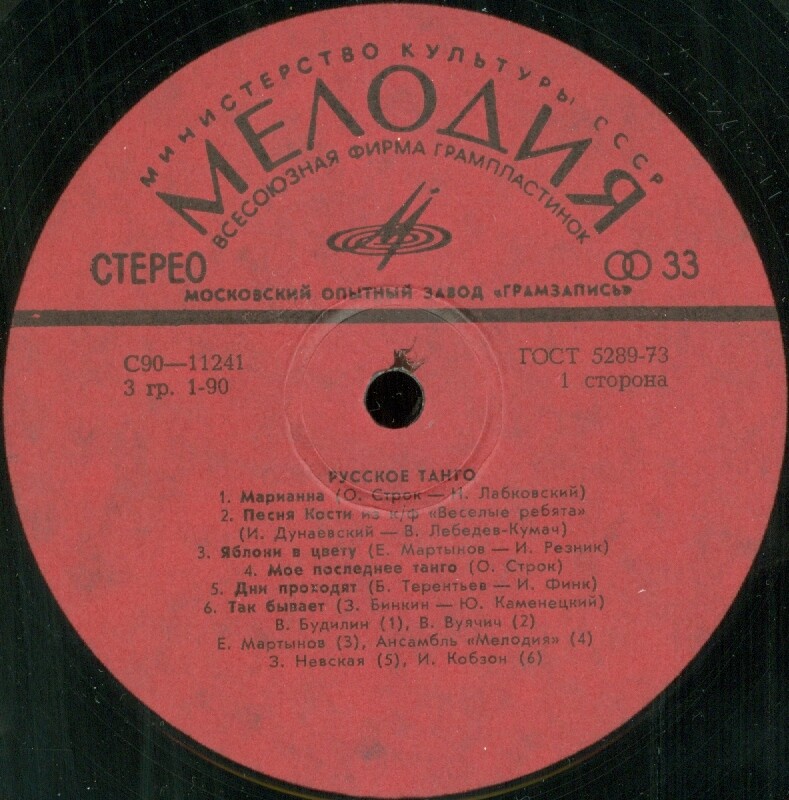 МИНИСТЕРСТВО КУЛЬТУРЫ СССР
МЕЛОДИЯ
ВСЕСОЮЗНАЯ ФИРМА ГРАМПЛАСТИНОК
СТЕРЕО
33
МОСКОВСКИЙ ОПЫТНЫЙ ЗАВОД «ГРАМЗАПИСЬ»
С90—11241
ГОСТ 5289-73
3 гр. 1-90
1 сторона
РУССКОЕ ТАНГО
1. Марианна (О. Строк — И. Лабковский)
2. Песня Кости из к/ф «Веселые ребята»
(И. Дунаевский — В. Лебедев-Кумач)
3. Яблони в цвету (Е. Мартынов — И. Резник)
4. Мое последнее танго (О. Строк)
5. Дни проходят (Б. Терентьев — И. Финк)
6. Так бывает (З. Бинкин — Ю. Каменецкий)
В. Будилин (1), В. Вуячич (2)
Е. Мартынов (3), Ансамбль «Мелодия» (4)
З. Невская (5), И. Кобзон (6)